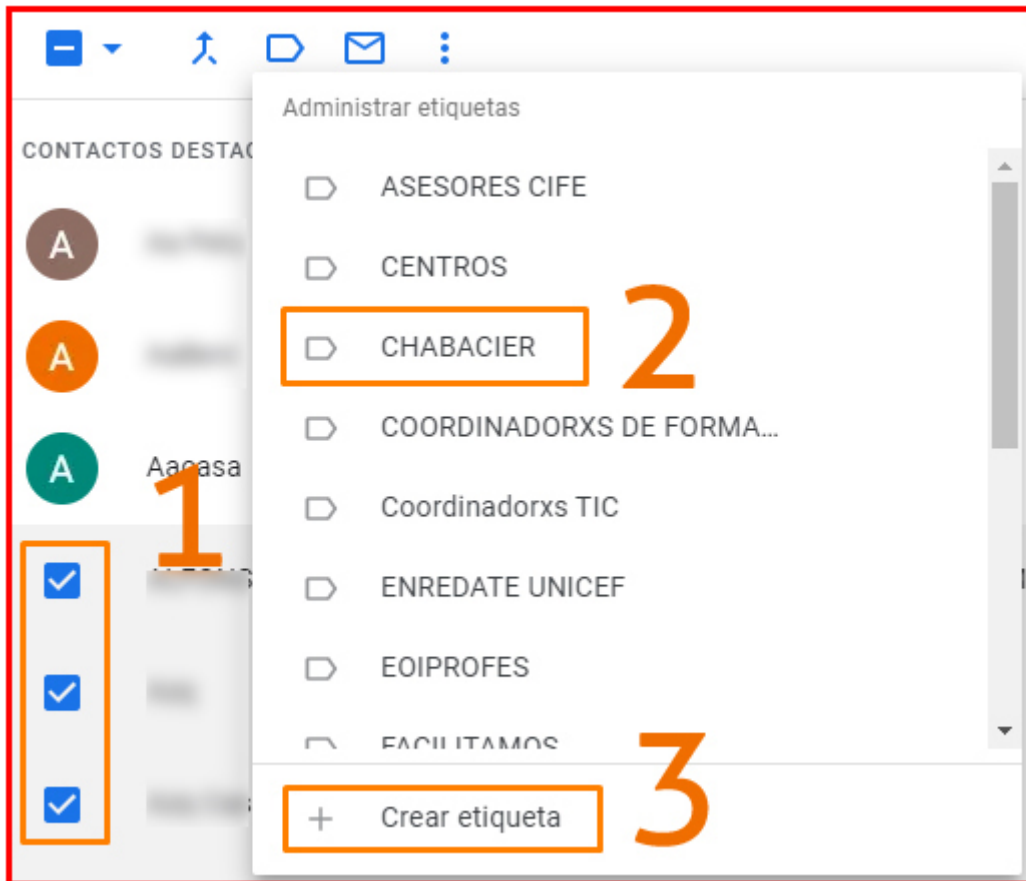 Administrar etiquetas
CONTACTOS DESTAC
ASESORES CIFE
A
CENTROS
A
CHABACIER
2
COORDINADORXS DE FORMA...
A
Aacasa
1
Coordinadorxs TIC
ENREDATE UNICEF
EOIPROFES
FACILITAMOS
3
+ Crear etiqueta